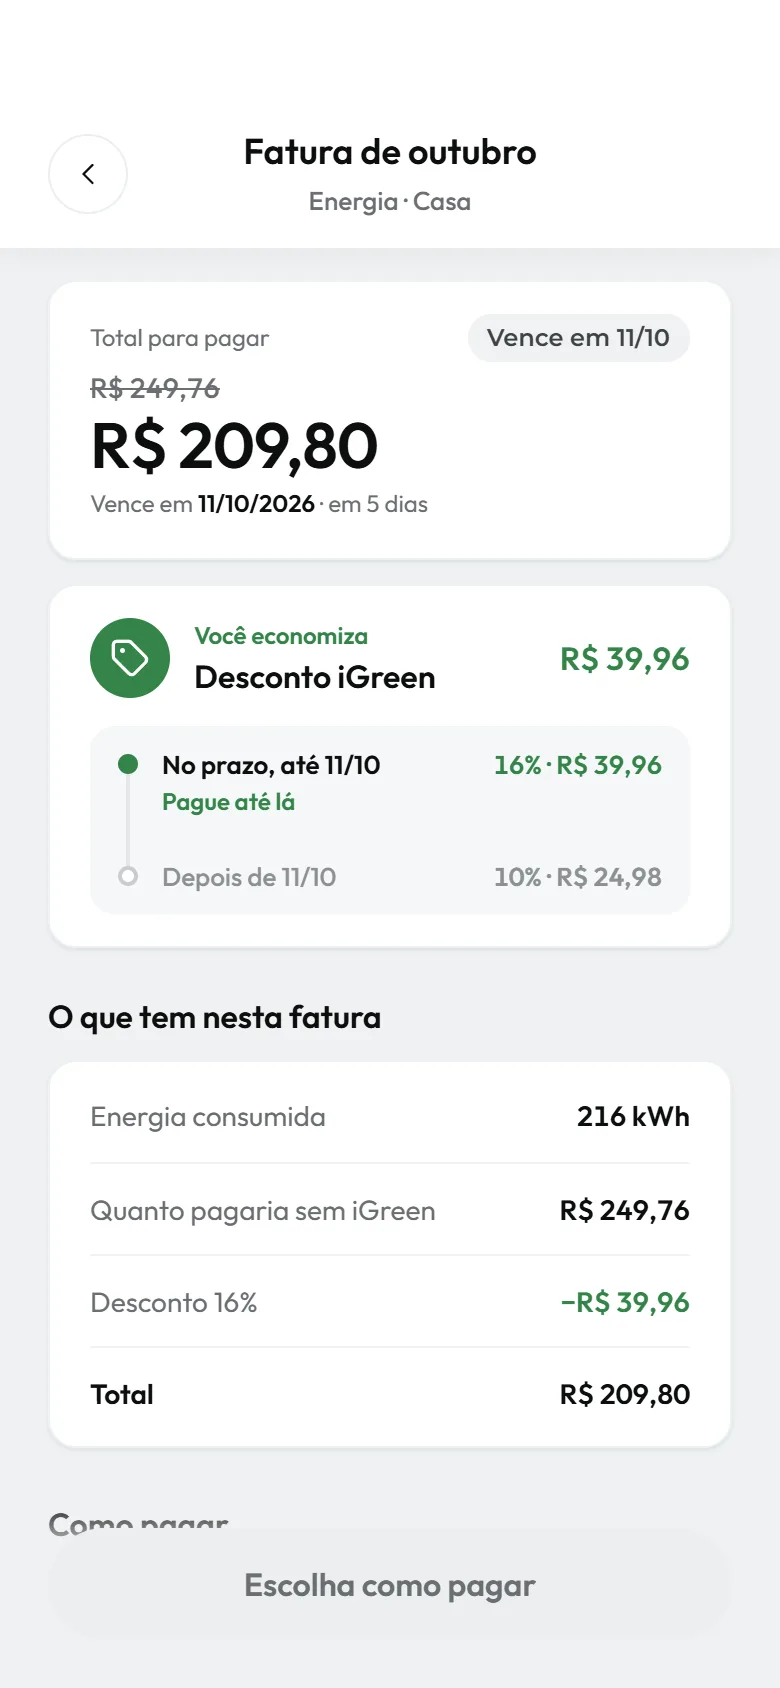 Fatura de outubro
Energia · Casa
Total para pagar
Vence em 11/10
R$ 249,76
R$ 209,80
Vence em 11/10/2026 · em 5 dias
Você economiza
Desconto iGreen
R$ 39,96
No prazo, até 11/10
16% · R$ 39,96
Pague até lá
Depois de 11/10
10% · R$ 24,98
O que tem nesta fatura
Energia consumida
216 kWh
Quanto pagaria sem iGreen
R$ 249,76
Desconto 16%
−R$ 39,96
Total
R$ 209,80
Como pagar
Escolha como pagar